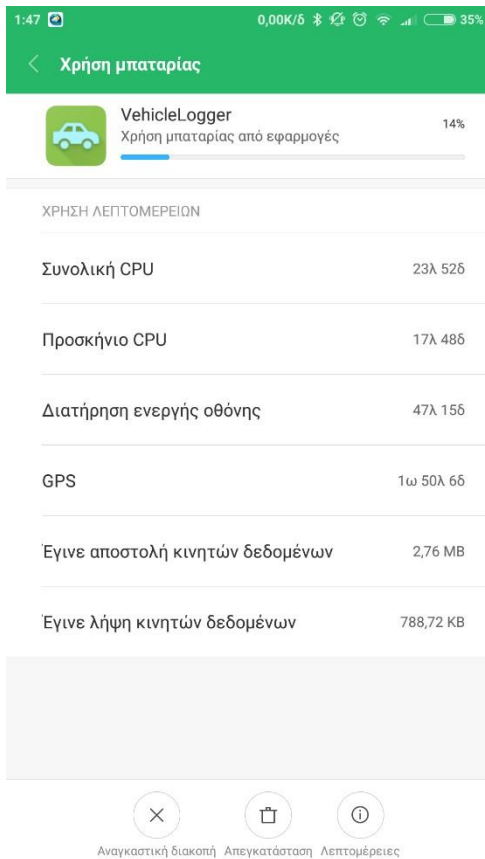 1:47 0,00K/δ 35%
Χρήση μπαταρίας
VehicleLogger
Χρήση μπαταρίας από εφαρμογές 14%
ΧΡΗΣΗ ΛΕΠΤΟΜΕΡΕΙΩΝ
Συνολική CPU 23λ 52δ
Προσκήνιο CPU 17λ 48δ
Διατήρηση ενεργής οθόνης 47λ 15δ
GPS 1ω 50λ 6δ
Έγινε αποστολή κινητών δεδομένων 2,76 MB
Έγινε λήψη κινητών δεδομένων 788,72 KB
Αναγκαστική διακοπή Απεγκατάσταση Λεπτομέρειες